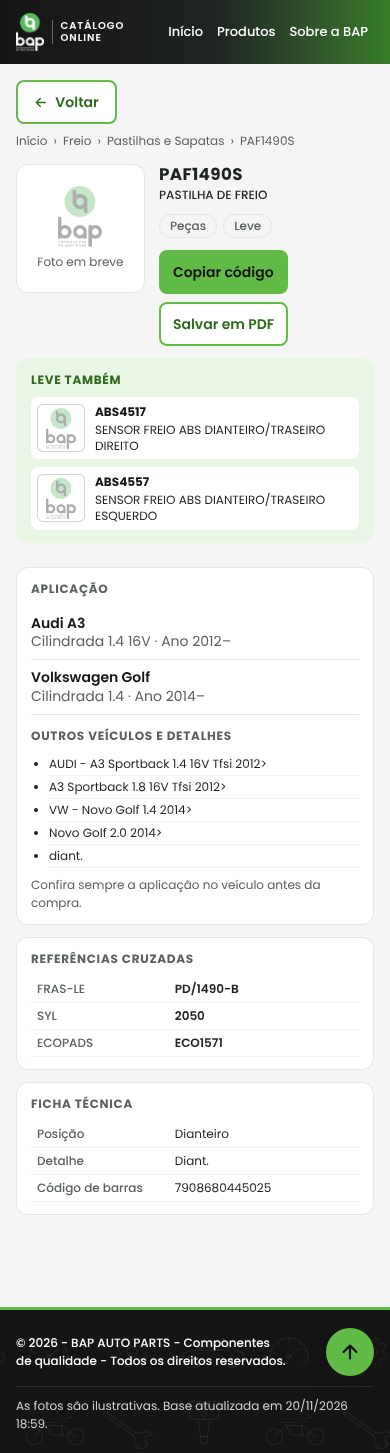 bap
CATÁLOGO
ONLINE
Início Produtos Sobre a BAP
← Voltar
Início › Freio › Pastilhas e Sapatas › PAF1490S
bap
Foto em breve
PAF1490S
PASTILHA DE FREIO
Peças Leve
Copiar código
Salvar em PDF
LEVE TAMBÉM
bap
ABS4517
SENSOR FREIO ABS DIANTEIRO/TRASEIRO
DIREITO
bap
ABS4557
SENSOR FREIO ABS DIANTEIRO/TRASEIRO
ESQUERDO
APLICAÇÃO
Audi A3
Cilindrada 1.4 16V · Ano 2012–
Volkswagen Golf
Cilindrada 1.4 · Ano 2014–
OUTROS VEÍCULOS E DETALHES
• AUDI - A3 Sportback 1.4 16V Tfsi 2012>
• A3 Sportback 1.8 16V Tfsi 2012>
• VW - Novo Golf 1.4 2014>
• Novo Golf 2.0 2014>
• diant.
Confira sempre a aplicação no veículo antes da
compra.
REFERÊNCIAS CRUZADAS
FRAS-LE PD/1490-B
SYL 2050
ECOPADS ECO1571
FICHA TÉCNICA
Posição Dianteiro
Detalhe Diant.
Código de barras 7908680445025
© 2026 - BAP AUTO PARTS - Componentes
de qualidade - Todos os direitos reservados.
As fotos são ilustrativas. Base atualizada em 20/11/2026
18:59.